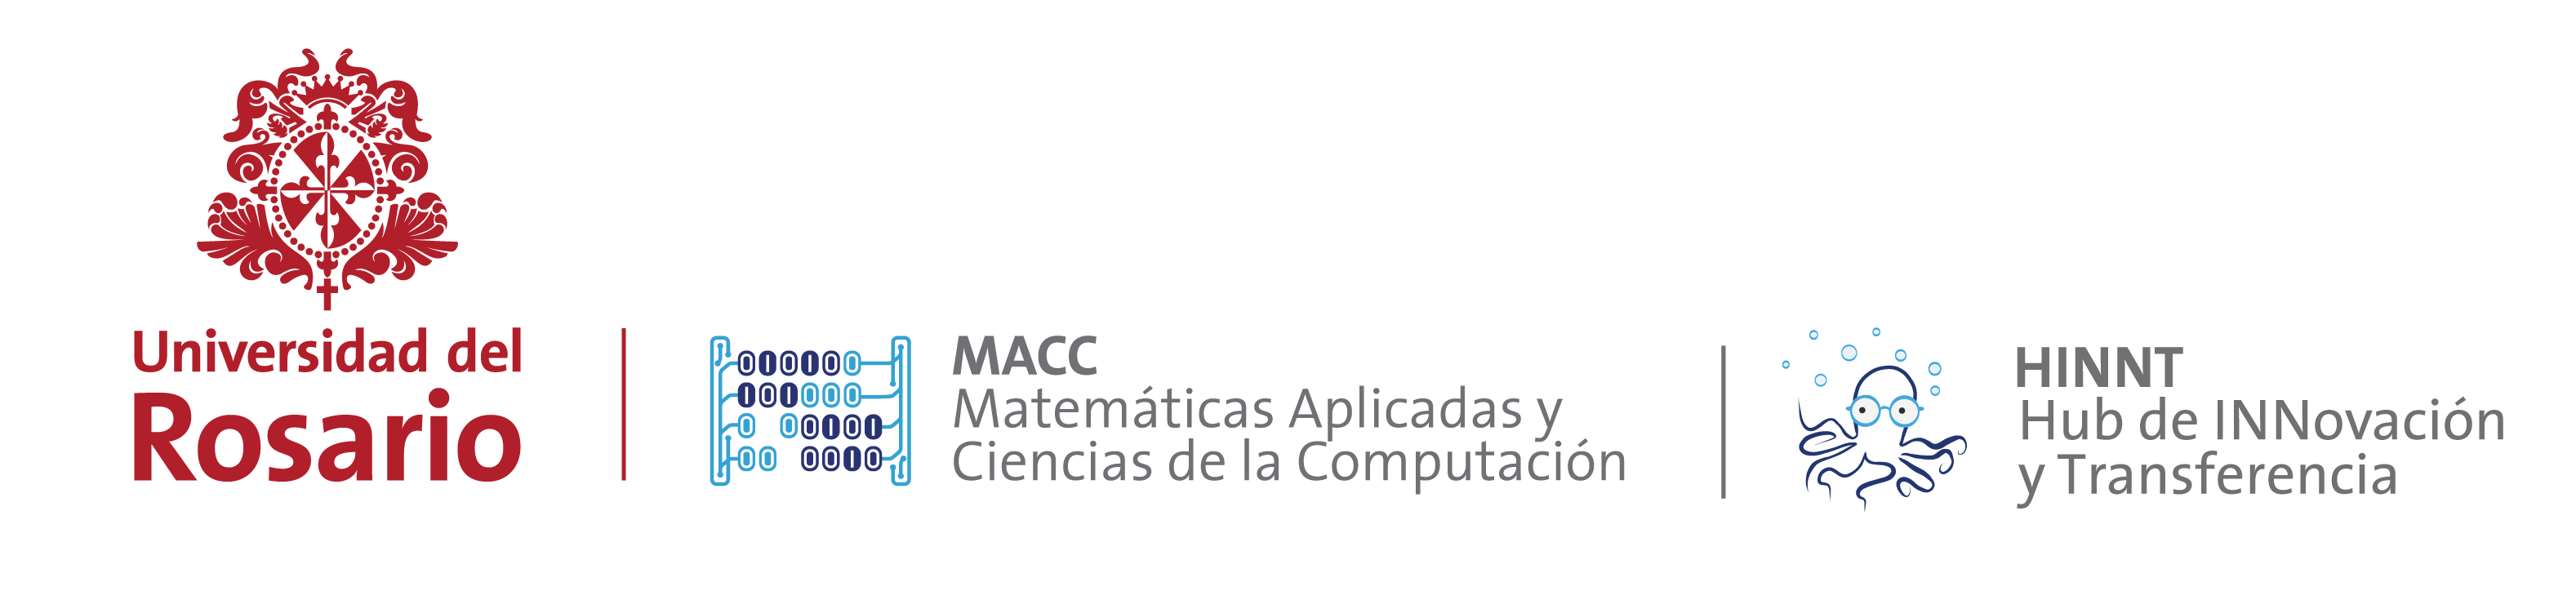 Universidad del
Rosario
MACC
Matemáticas Aplicadas y
Ciencias de la Computación
HINNT
Hub de INNovación
y Transferencia